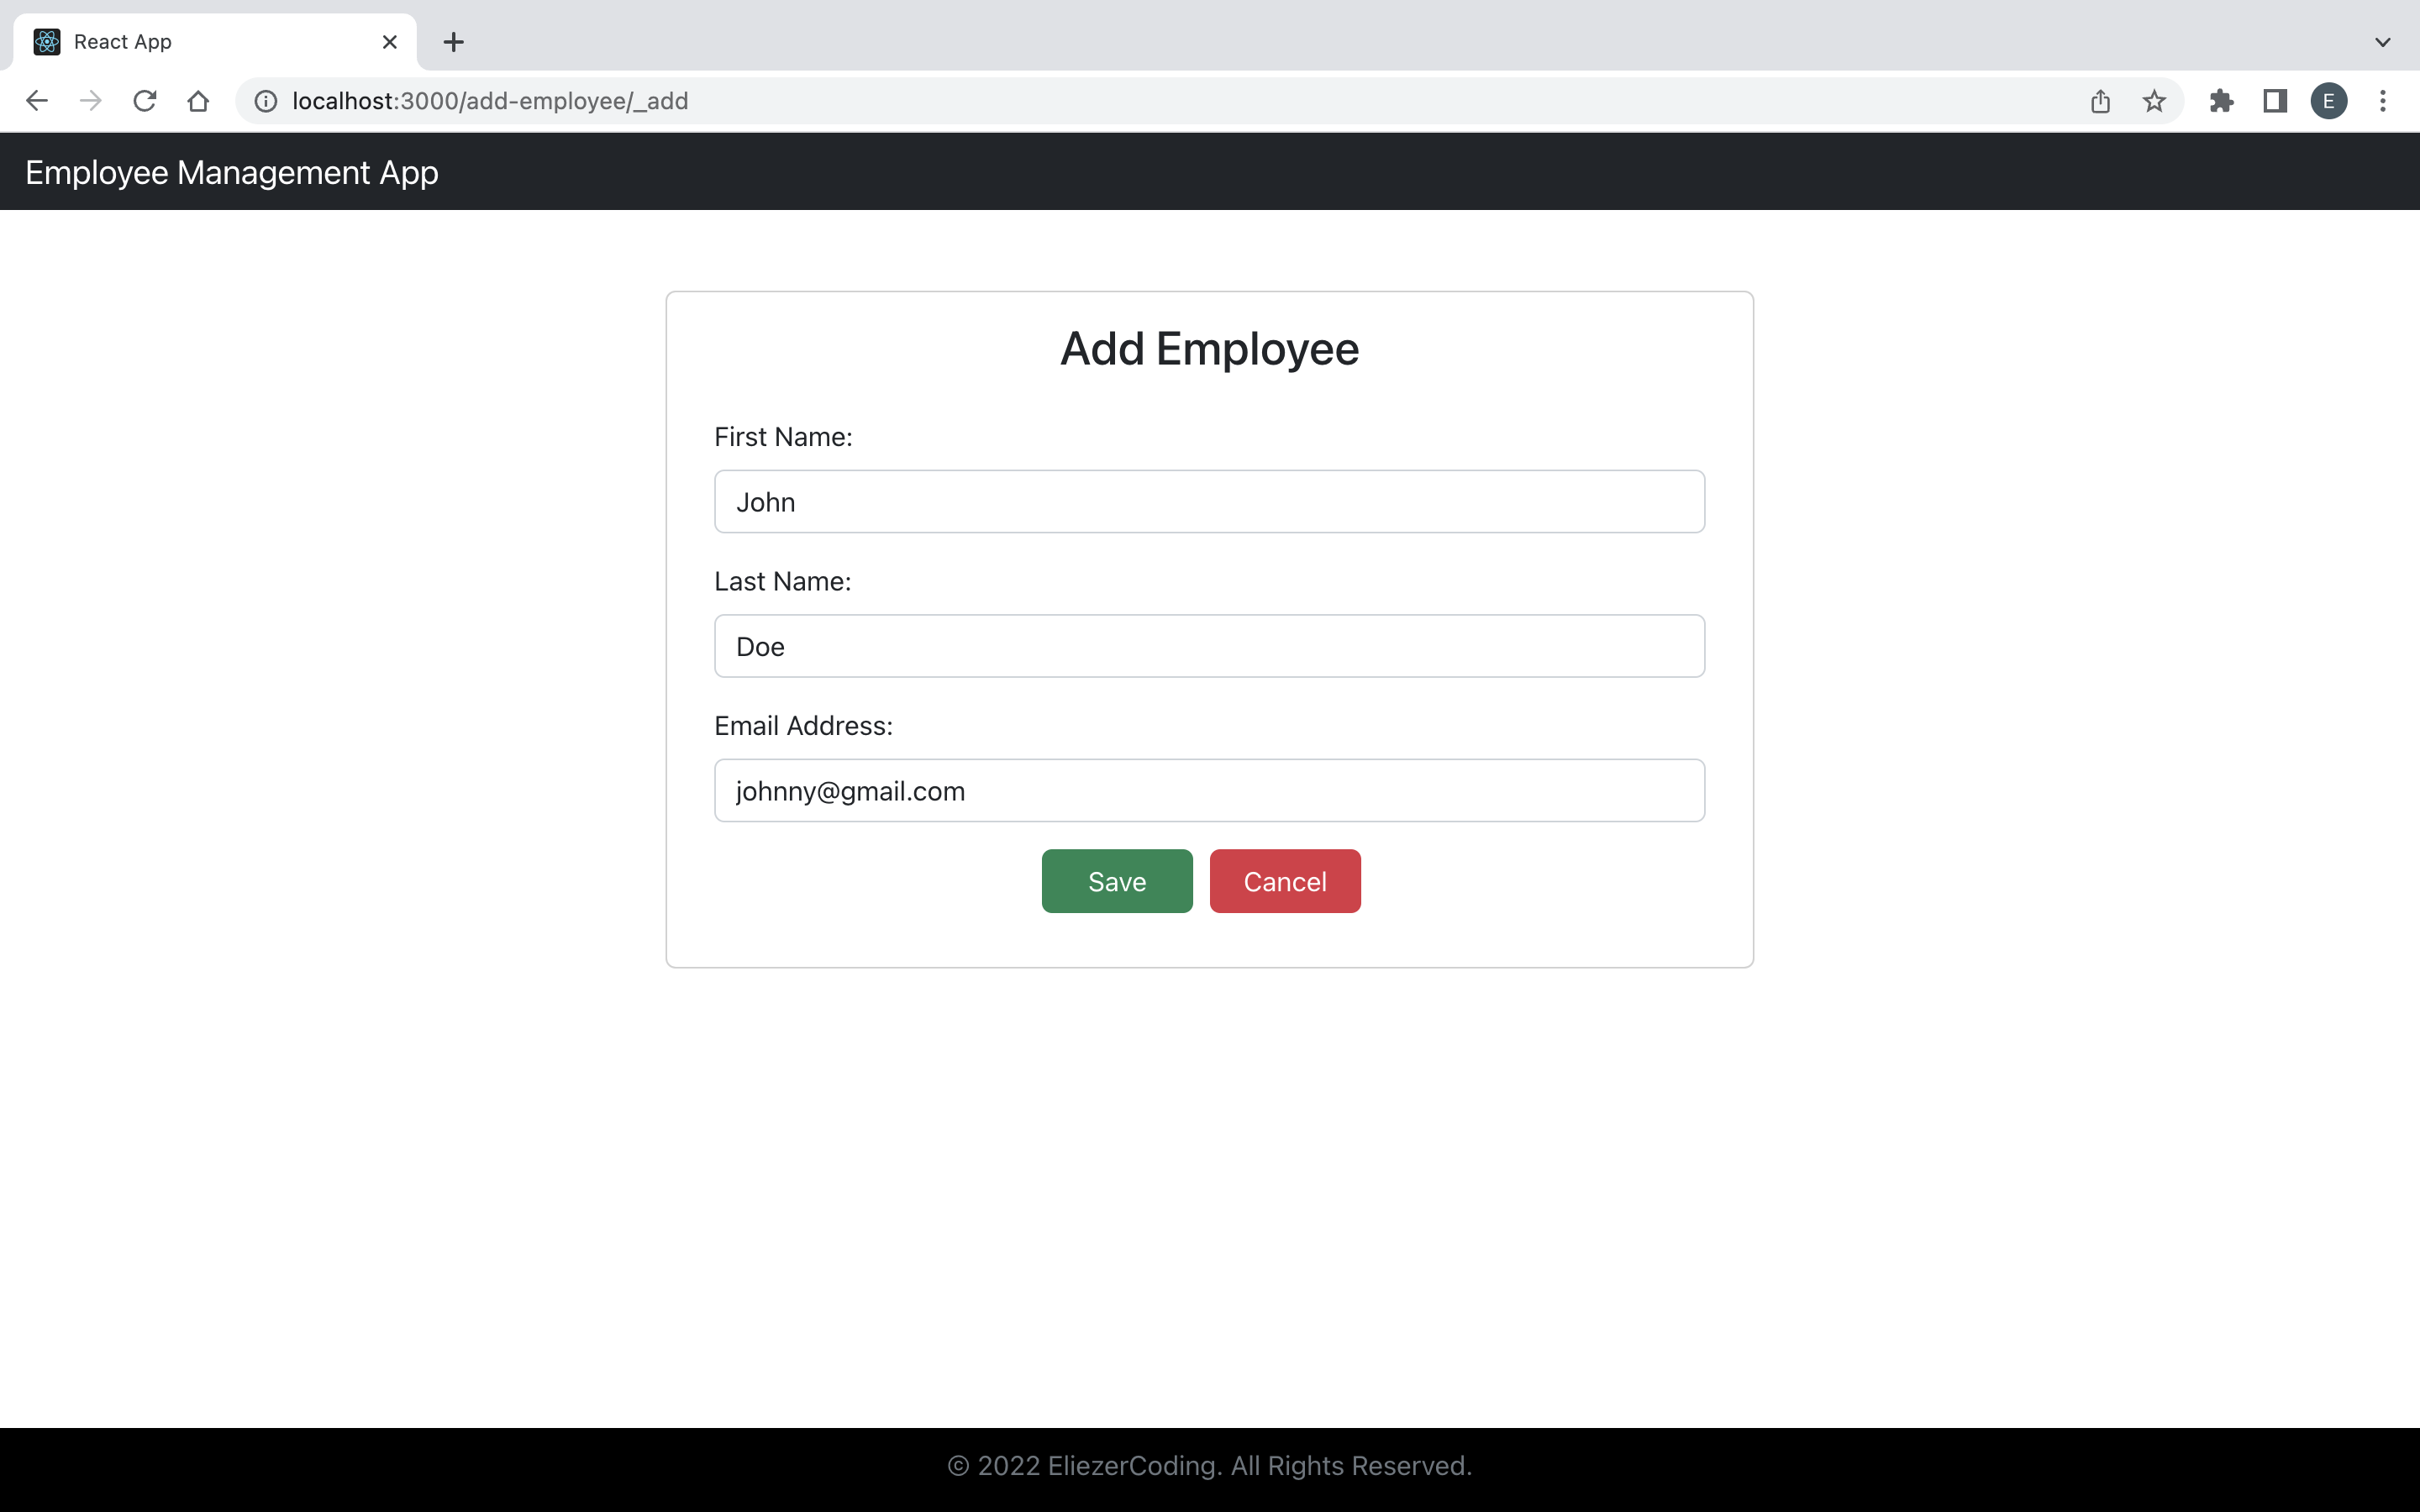 React App
localhost:3000/add-employee/_add
E
Employee Management App
Add Employee
First Name:
John
Last Name:
Doe
Email Address:
johnny@gmail.com
Save Cancel
© 2022 EliezerCoding. All Rights Reserved.